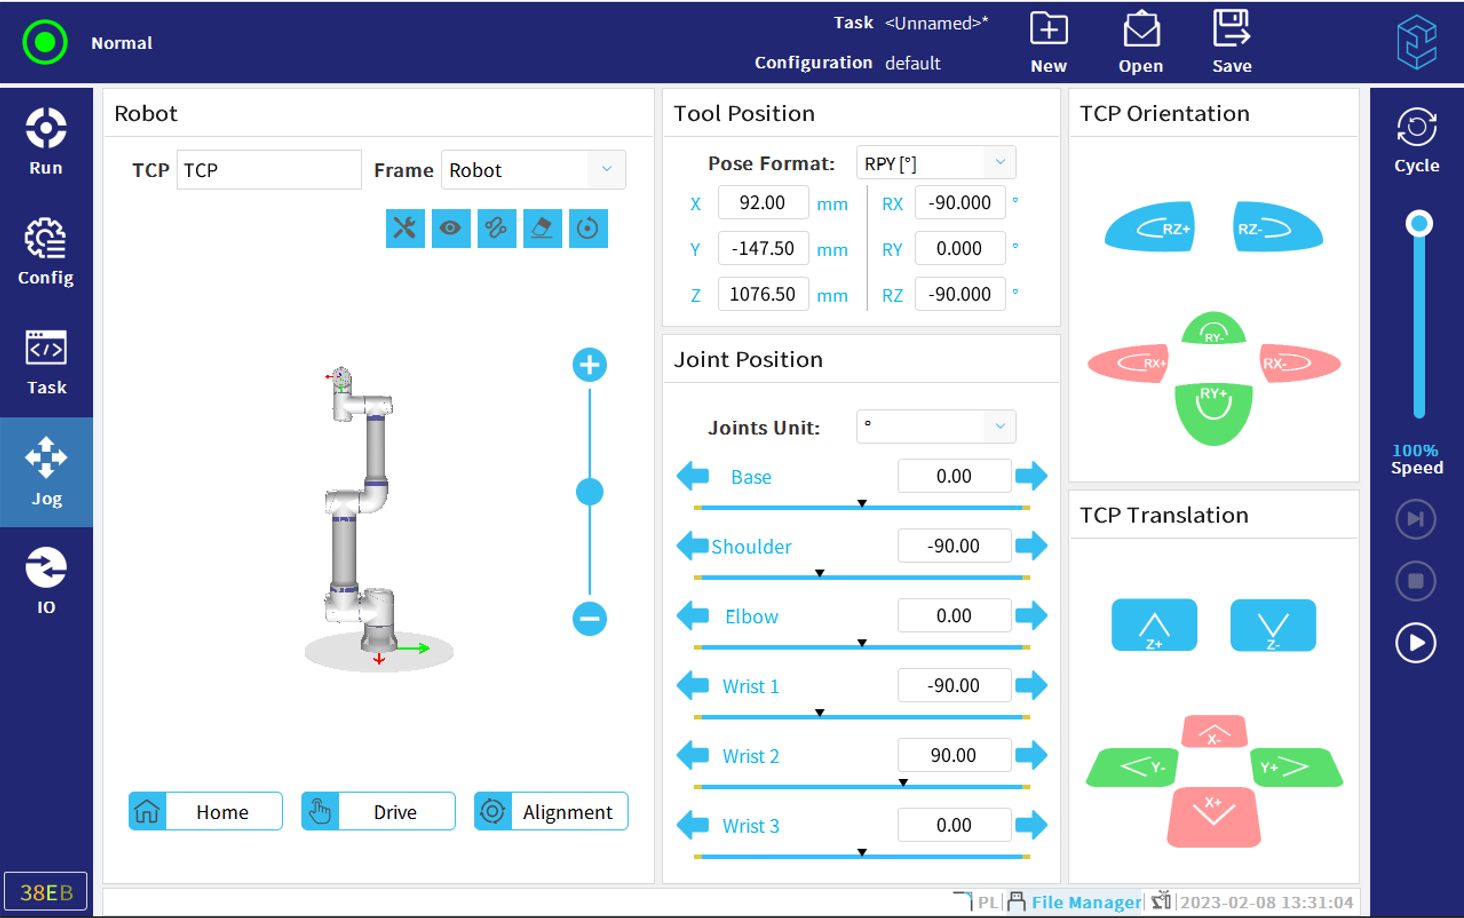 Normal
Task <Unnamed>*
Configuration default
New
Open
Save
Run
Config
Task
Jog
IO
38EB
Robot
TCP TCP Frame Robot
Home
Drive
Alignment
Tool Position
Pose Format: RPY [°]
X 92.00 mm RX -90.000 °
Y -147.50 mm RY 0.000 °
Z 1076.50 mm RZ -90.000 °
Joint Position
Joints Unit: °
Base 0.00
Shoulder -90.00
Elbow 0.00
Wrist 1 -90.00
Wrist 2 90.00
Wrist 3 0.00
TCP Orientation
RZ+ RZ-
RY-
RX+ RX-
RY+
TCP Translation
Z+ Z-
X-
Y- Y+
X+
Cycle
100%
Speed
PL File Manager 2023-02-08 13:31:04